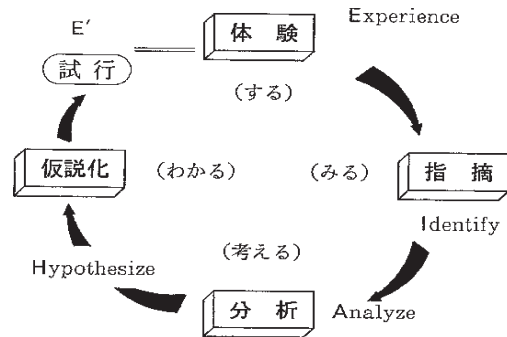 E′
試行
体験
Experience
(する)
仮説化
(わかる)
(みる)
指摘
Identify
(考える)
Hypothesize
分析
Analyze